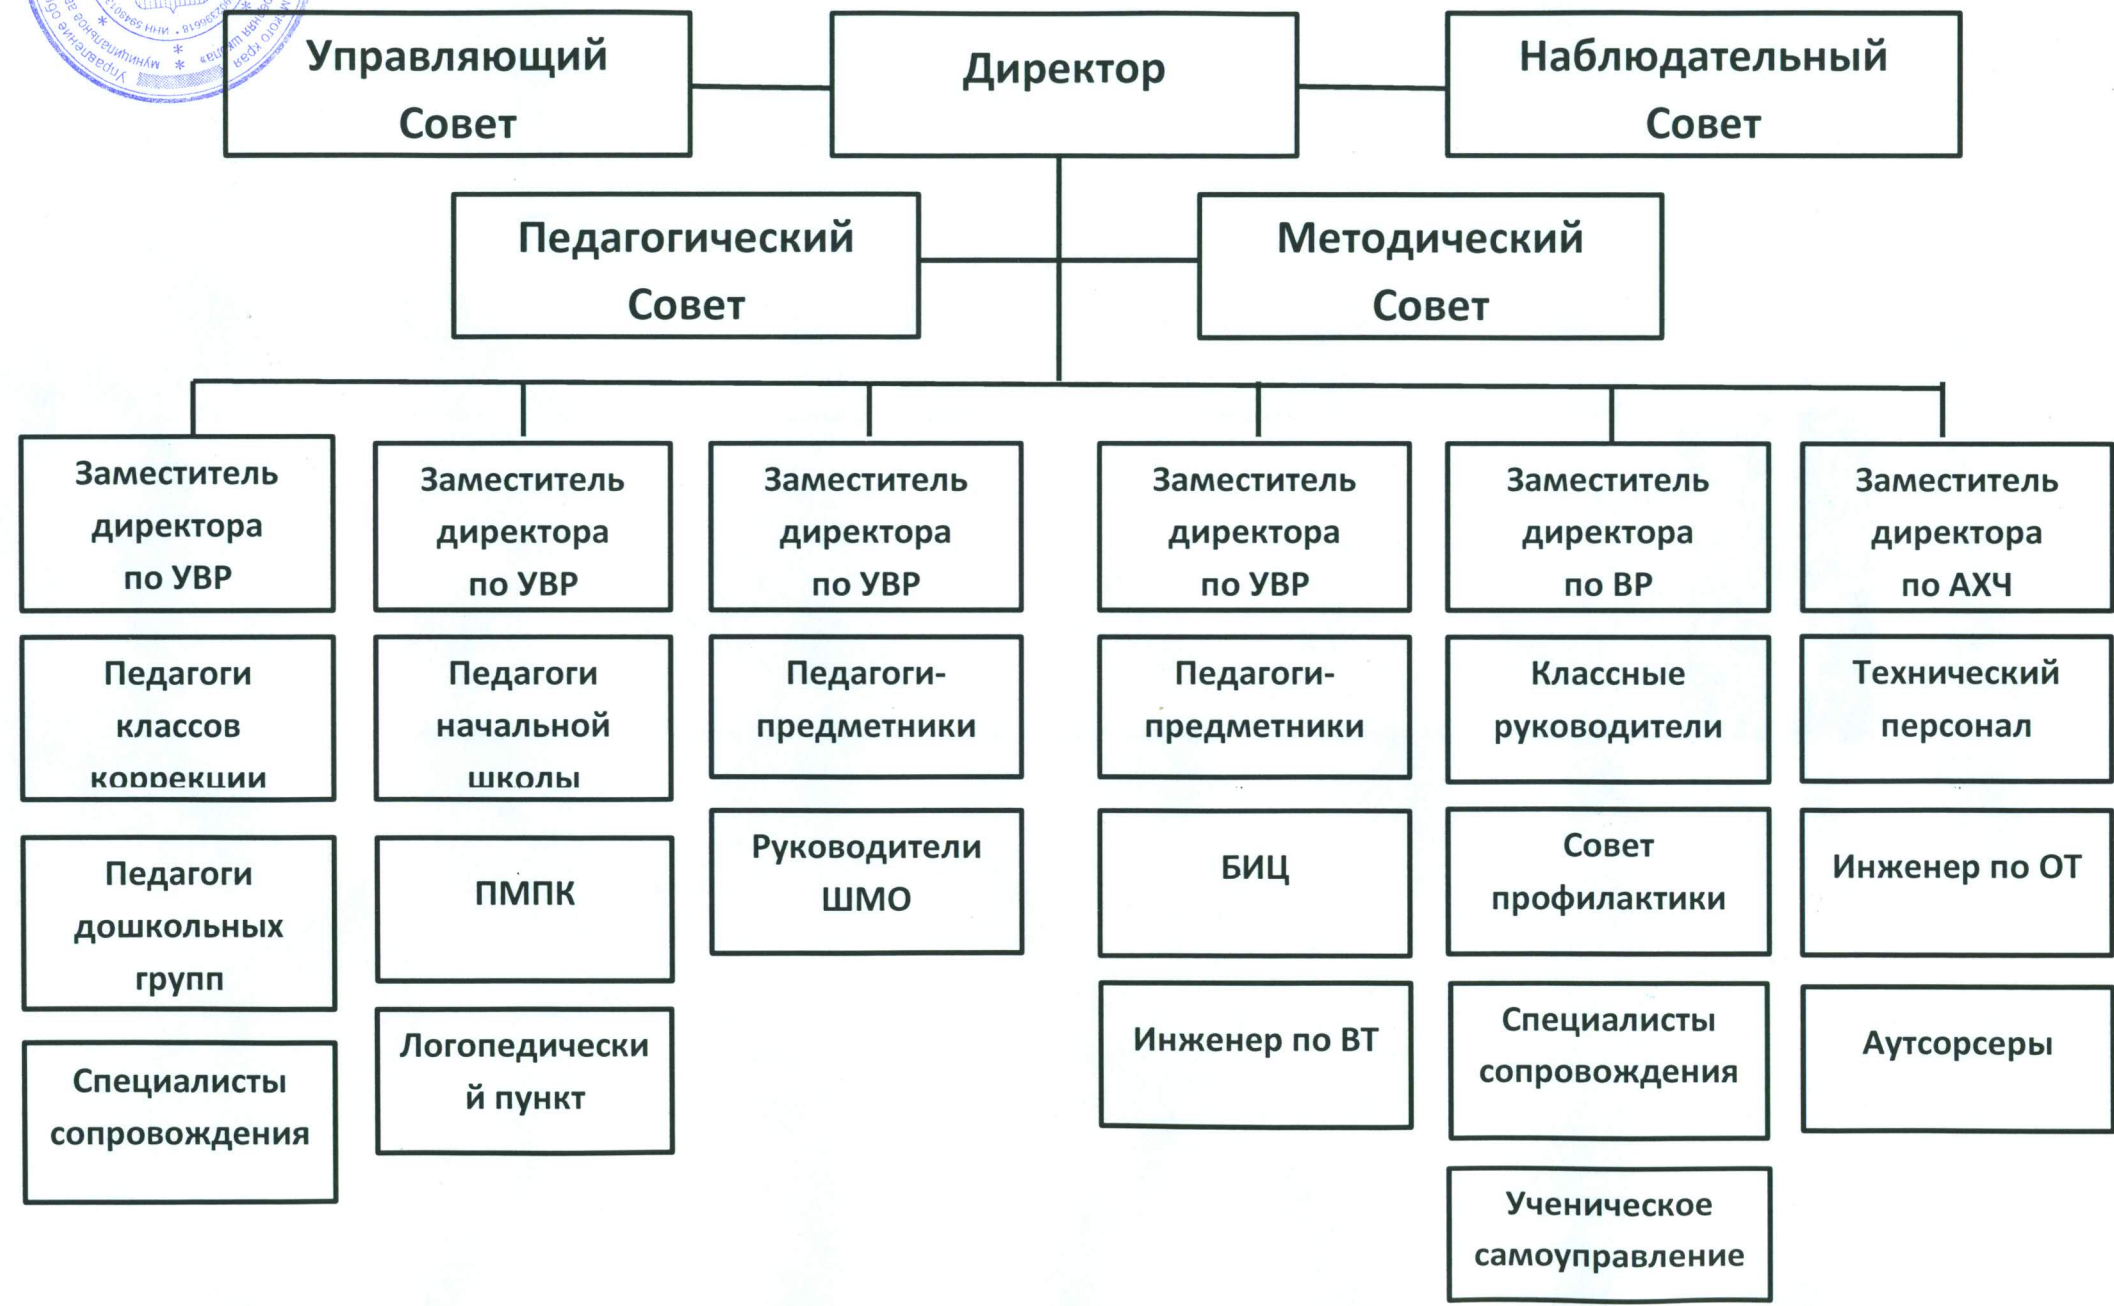 Управляющий
Совет
Директор
Наблюдательный
Совет
Педагогический
Совет
Методический
Совет
Заместитель
директора
по УВР
Заместитель
директора
по УВР
Заместитель
директора
по УВР
Заместитель
директора
по УВР
Заместитель
директора
по ВР
Заместитель
директора
по АХЧ
Педагоги
классов
коррекции
Педагоги
начальной
школы
Педагоги-
предметники
Педагоги-
предметники
Классные
руководители
Технический
персонал
Педагоги
дошкольных
групп
ПМПК
Руководители
ШМО
БИЦ
Совет
профилактики
Инженер по ОТ
Специалисты
сопровождения
Логопедически
й пункт
Инженер по ВТ
Специалисты
сопровождения
Аутсорсеры
Ученическое
самоуправление